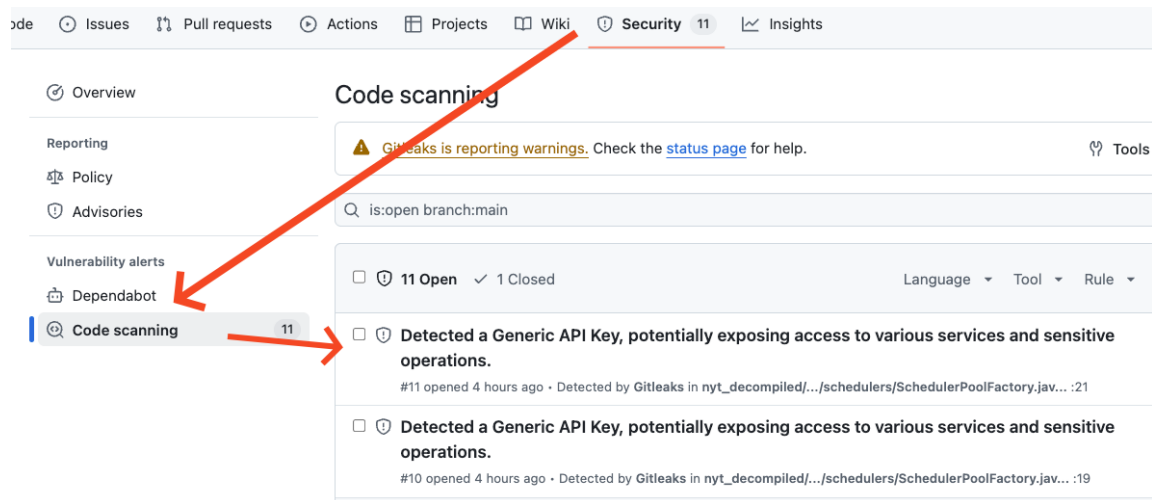 ode Issues Pull requests Actions Projects Wiki Security 11 Insights
Overview
Reporting
Policy
Advisories
Vulnerability alerts
Dependabot
Code scanning 11
Code scanning
Gitleaks is reporting warnings. Check the status page for help. Tools
is:open branch:main
11 Open 1 Closed Language Tool Rule
Detected a Generic API Key, potentially exposing access to various services and sensitive
operations.
#11 opened 4 hours ago • Detected by Gitleaks in nyt_decompiled/.../schedulers/SchedulerPoolFactory.jav... :21
Detected a Generic API Key, potentially exposing access to various services and sensitive
operations.
#10 opened 4 hours ago • Detected by Gitleaks in nyt_decompiled/.../schedulers/SchedulerPoolFactory.jav... :19